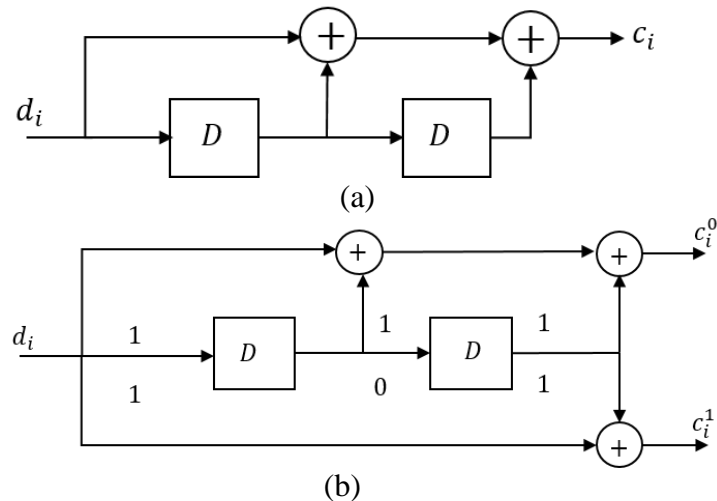 + +
c_i
d_i
D D
(a)
c_i^0
+ +
1 1
d_i 1 D D
1 0 1
+
c_i^1
(b)